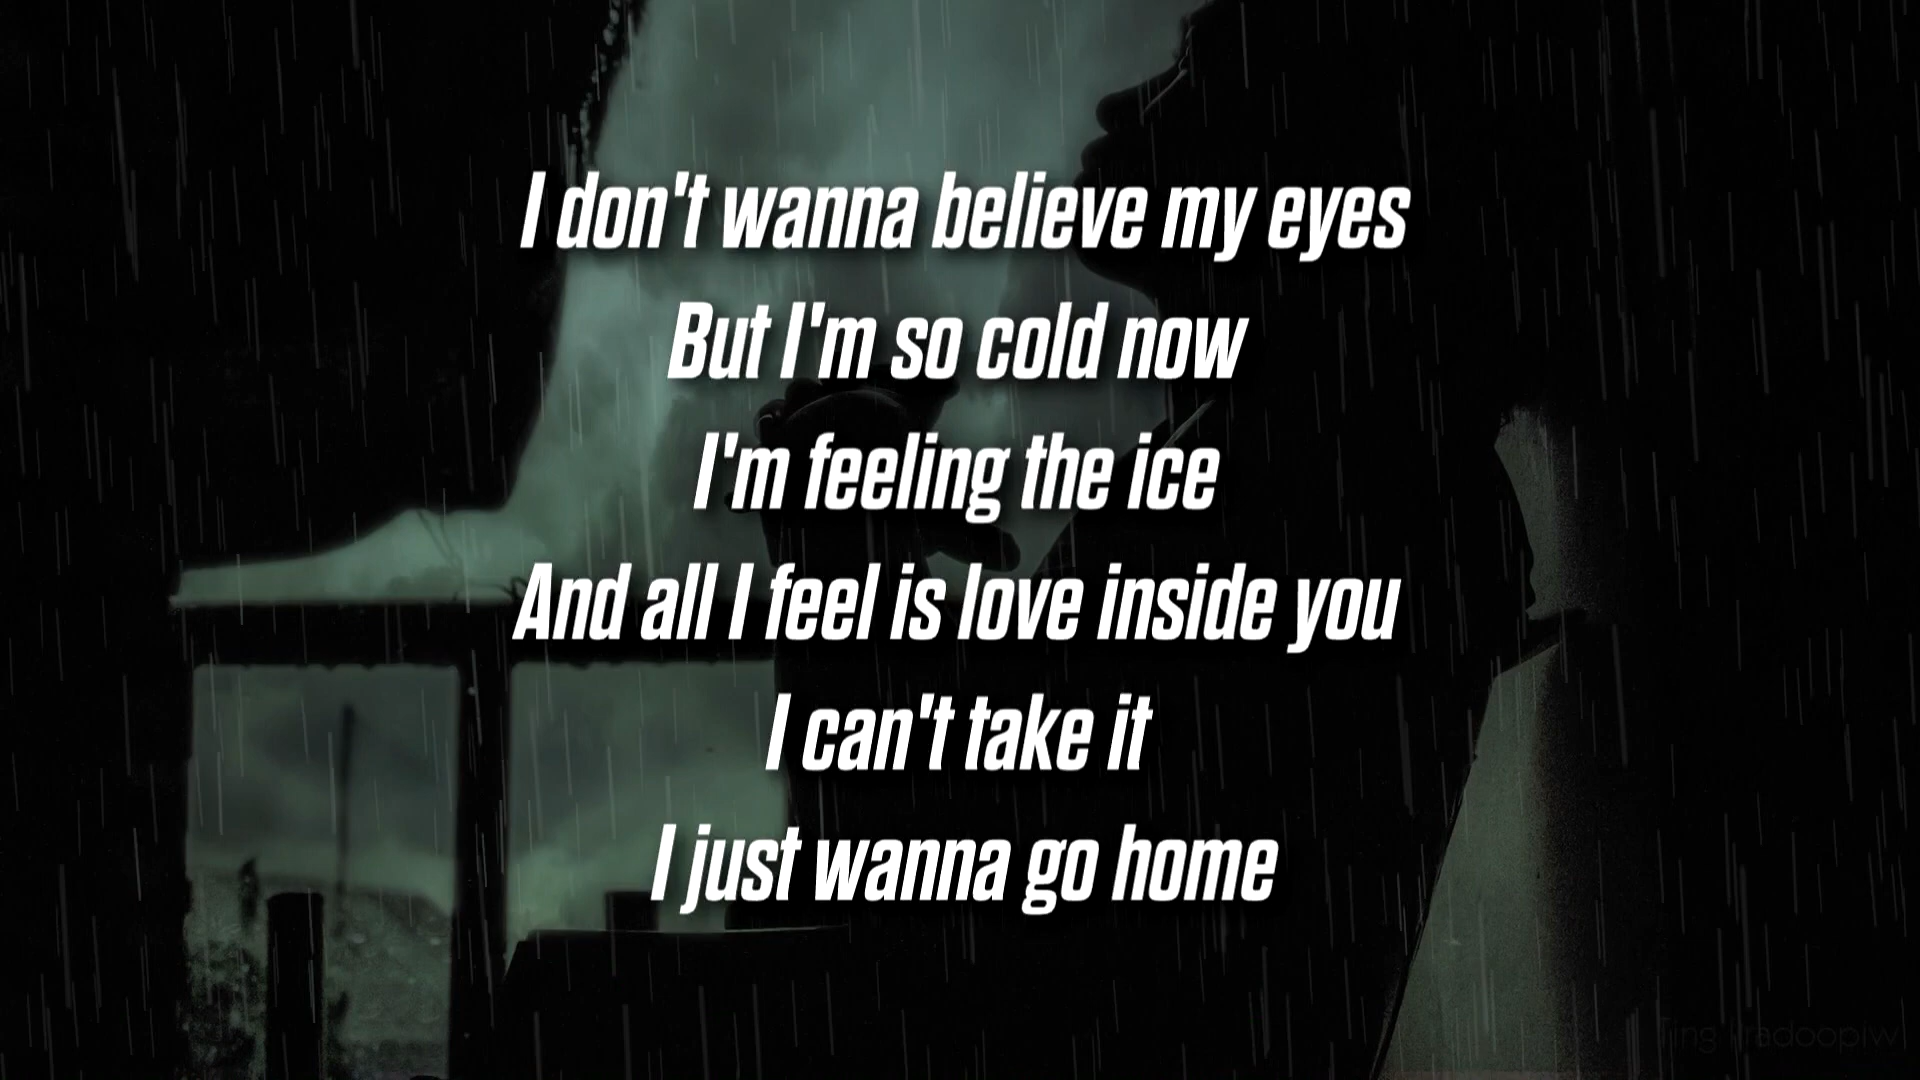 I don't wanna believe my eyes
But I'm so cold now
I'm feeling the ice
And all I feel is love inside you
I can't take it
I just wanna go home